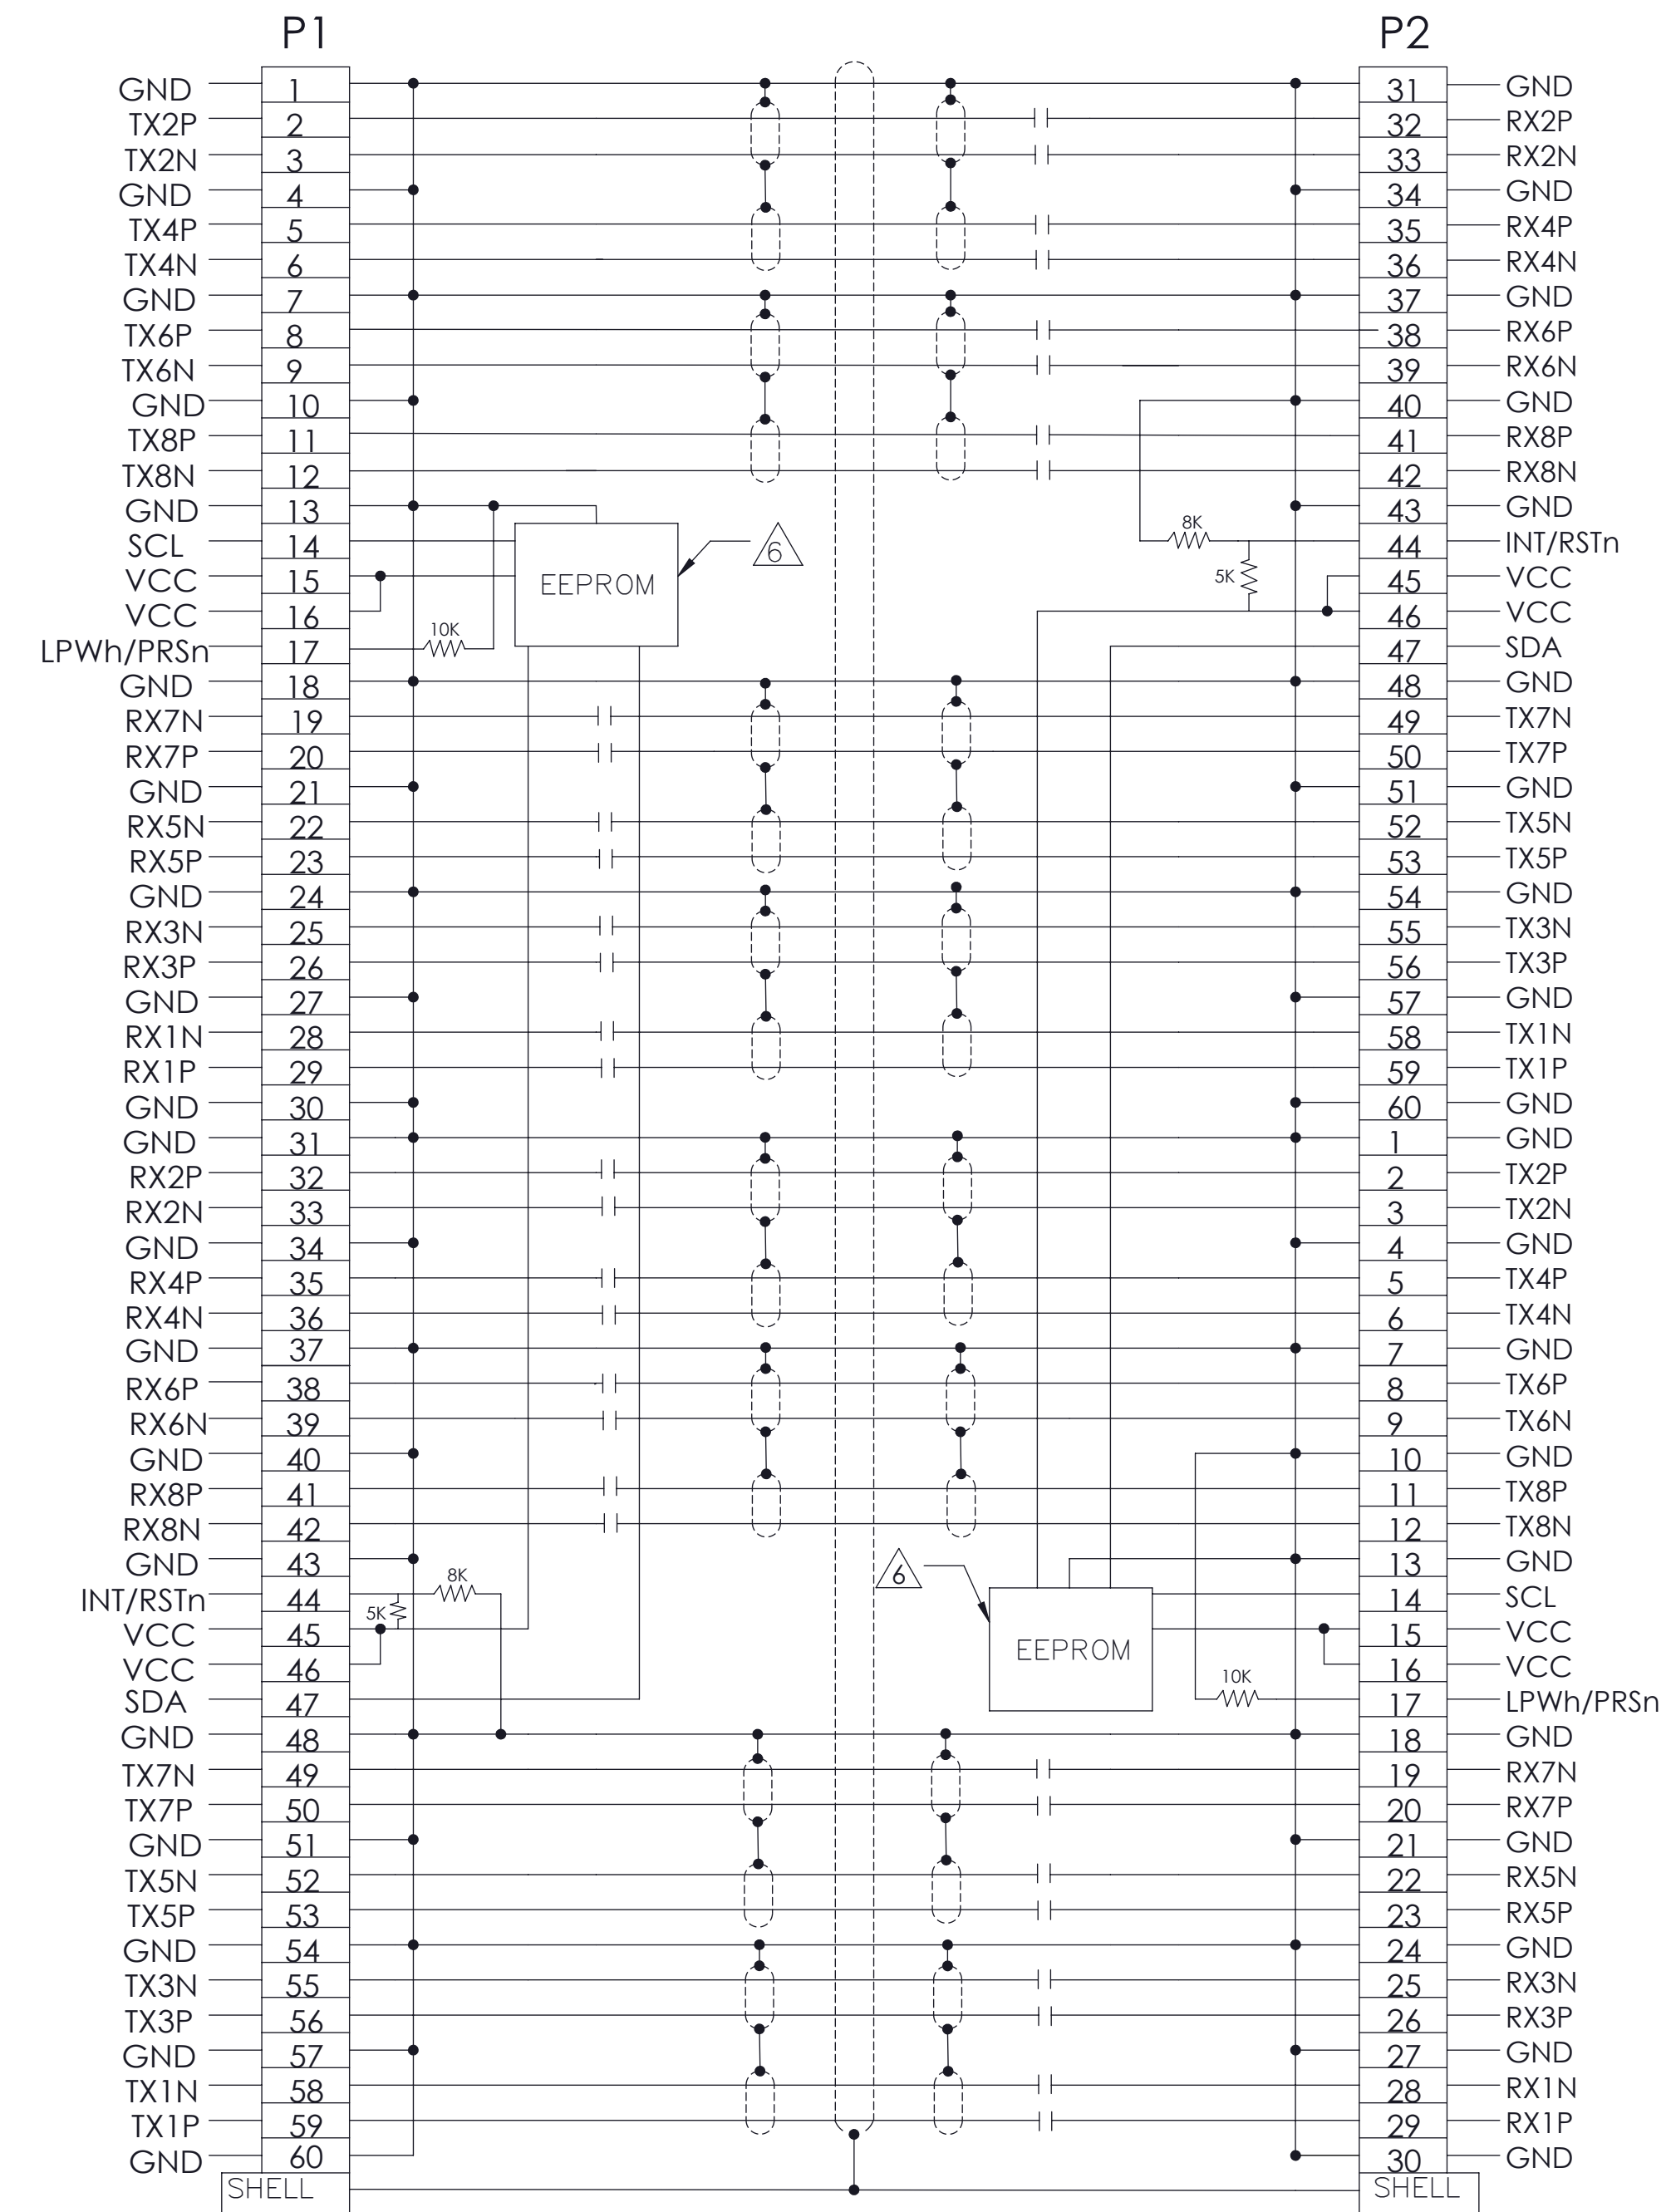 P1 P2
GND 1 31 GND
TX2P 2 32 RX2P
TX2N 3 33 RX2N
GND 4 34 GND
TX4P 5 35 RX4P
TX4N 6 36 RX4N
GND 7 37 GND
TX6P 8 38 RX6P
TX6N 9 39 RX6N
GND 10 40 GND
TX8P 11 41 RX8P
TX8N 12 42 RX8N
GND 13 43 GND
SCL 14 6 8K 44 INT/RSTn
VCC 15 EEPROM 5K 45 VCC
VCC 16 46 VCC
LPWh/PRSn 17 10K 47 SDA
GND 18 48 GND
RX7N 19 49 TX7N
RX7P 20 50 TX7P
GND 21 51 GND
RX5N 22 52 TX5N
RX5P 23 53 TX5P
GND 24 54 GND
RX3N 25 55 TX3N
RX3P 26 56 TX3P
GND 27 57 GND
RX1N 28 58 TX1N
RX1P 29 59 TX1P
GND 30 60 GND
GND 31 1 GND
RX2P 32 2 TX2P
RX2N 33 3 TX2N
GND 34 4 GND
RX4P 35 5 TX4P
RX4N 36 6 TX4N
GND 37 7 GND
RX6P 38 8 TX6P
RX6N 39 9 TX6N
GND 40 10 GND
RX8P 41 11 TX8P
RX8N 42 12 TX8N
GND 43 6 13 GND
INT/RSTn 44 8K 14 SCL
VCC 45 5K EEPROM 15 VCC
VCC 46 16 VCC
SDA 47 10K 17 LPWh/PRSn
GND 48 18 GND
TX7N 49 19 RX7N
TX7P 50 20 RX7P
GND 51 21 GND
TX5N 52 22 RX5N
TX5P 53 23 RX5P
GND 54 24 GND
TX3N 55 25 RX3N
TX3P 56 26 RX3P
GND 57 27 GND
TX1N 58 28 RX1N
TX1P 59 29 RX1P
GND 60 30 GND
SHELL SHELL